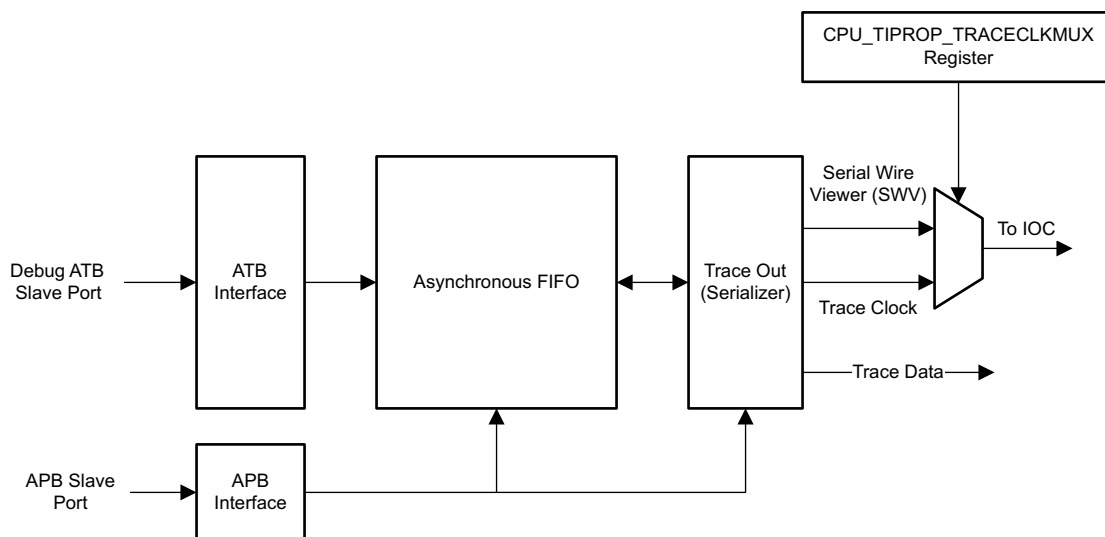 CPU_TIPROP_TRACECLKMUX
Register
Serial Wire
Viewer (SWV)
To IOC
Debug ATB
Slave Port
ATB
Interface
Asynchronous FIFO
Trace Out
(Serializer)
Trace Clock
Trace Data
APB Slave
Port
APB
Interface